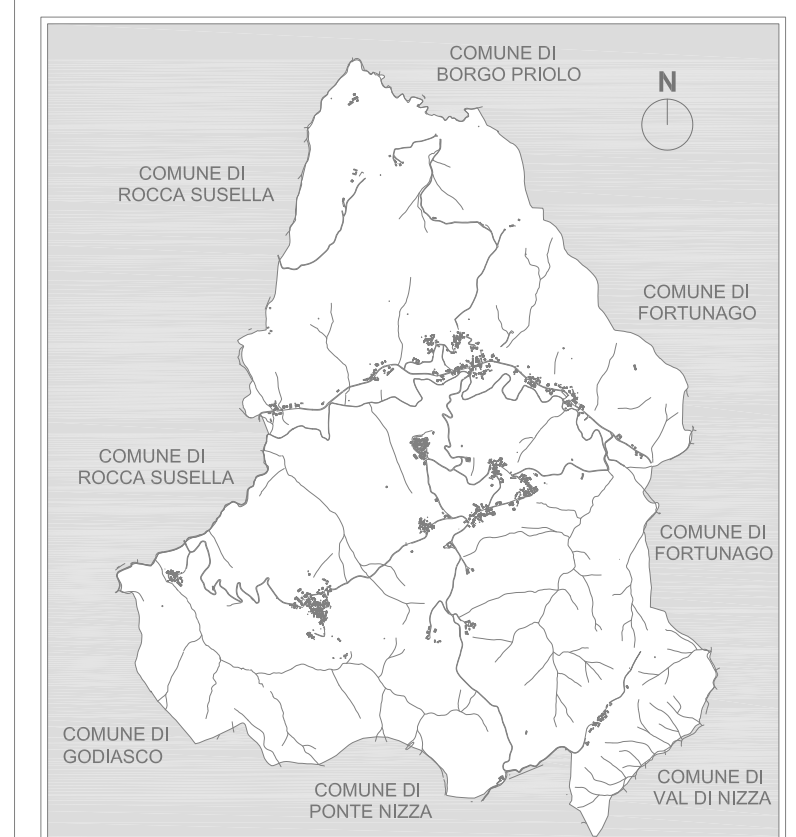 COMUNE DI
BORGO PRIOLO
N
COMUNE DI
ROCCA SUSELLA
COMUNE DI
FORTUNAGO
COMUNE DI
ROCCA SUSELLA
COMUNE DI
FORTUNAGO
COMUNE DI
GODIASCO
COMUNE DI
PONTE NIZZA
COMUNE DI
VAL DI NIZZA